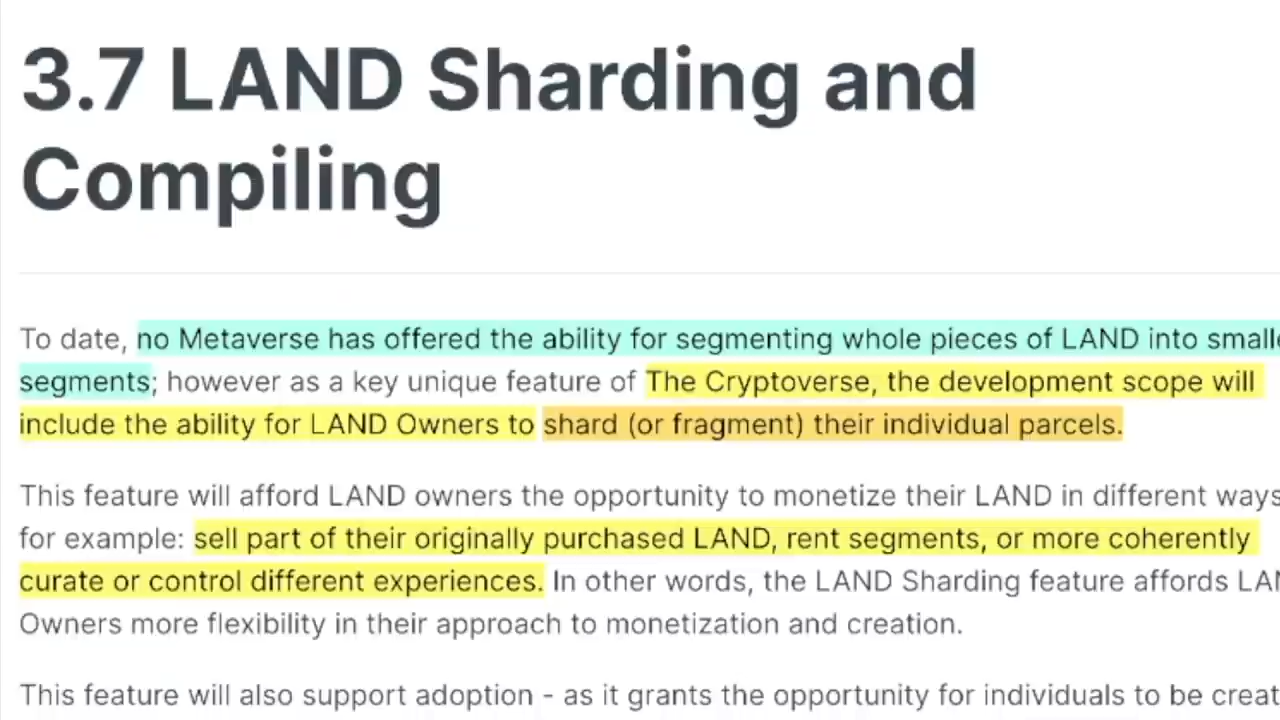 3.7 LAND Sharding and
Compiling
To date, no Metaverse has offered the ability for segmenting whole pieces of LAND into
segments; however as a key unique feature of The Cryptoverse, the development scope will
include the ability for LAND Owners to shard (or fragment) their individual parcels.
This feature will afford LAND owners the opportunity to monetize their LAND in different ways
for example: sell part of their originally purchased LAND, rent segments, or more coherently
curate or control different experiences. In other words, the LAND Sharding feature affords
Owners more flexibility in their approach to monetization and creation.
This feature will also support adoption - as it grants the opportunity for individuals to be